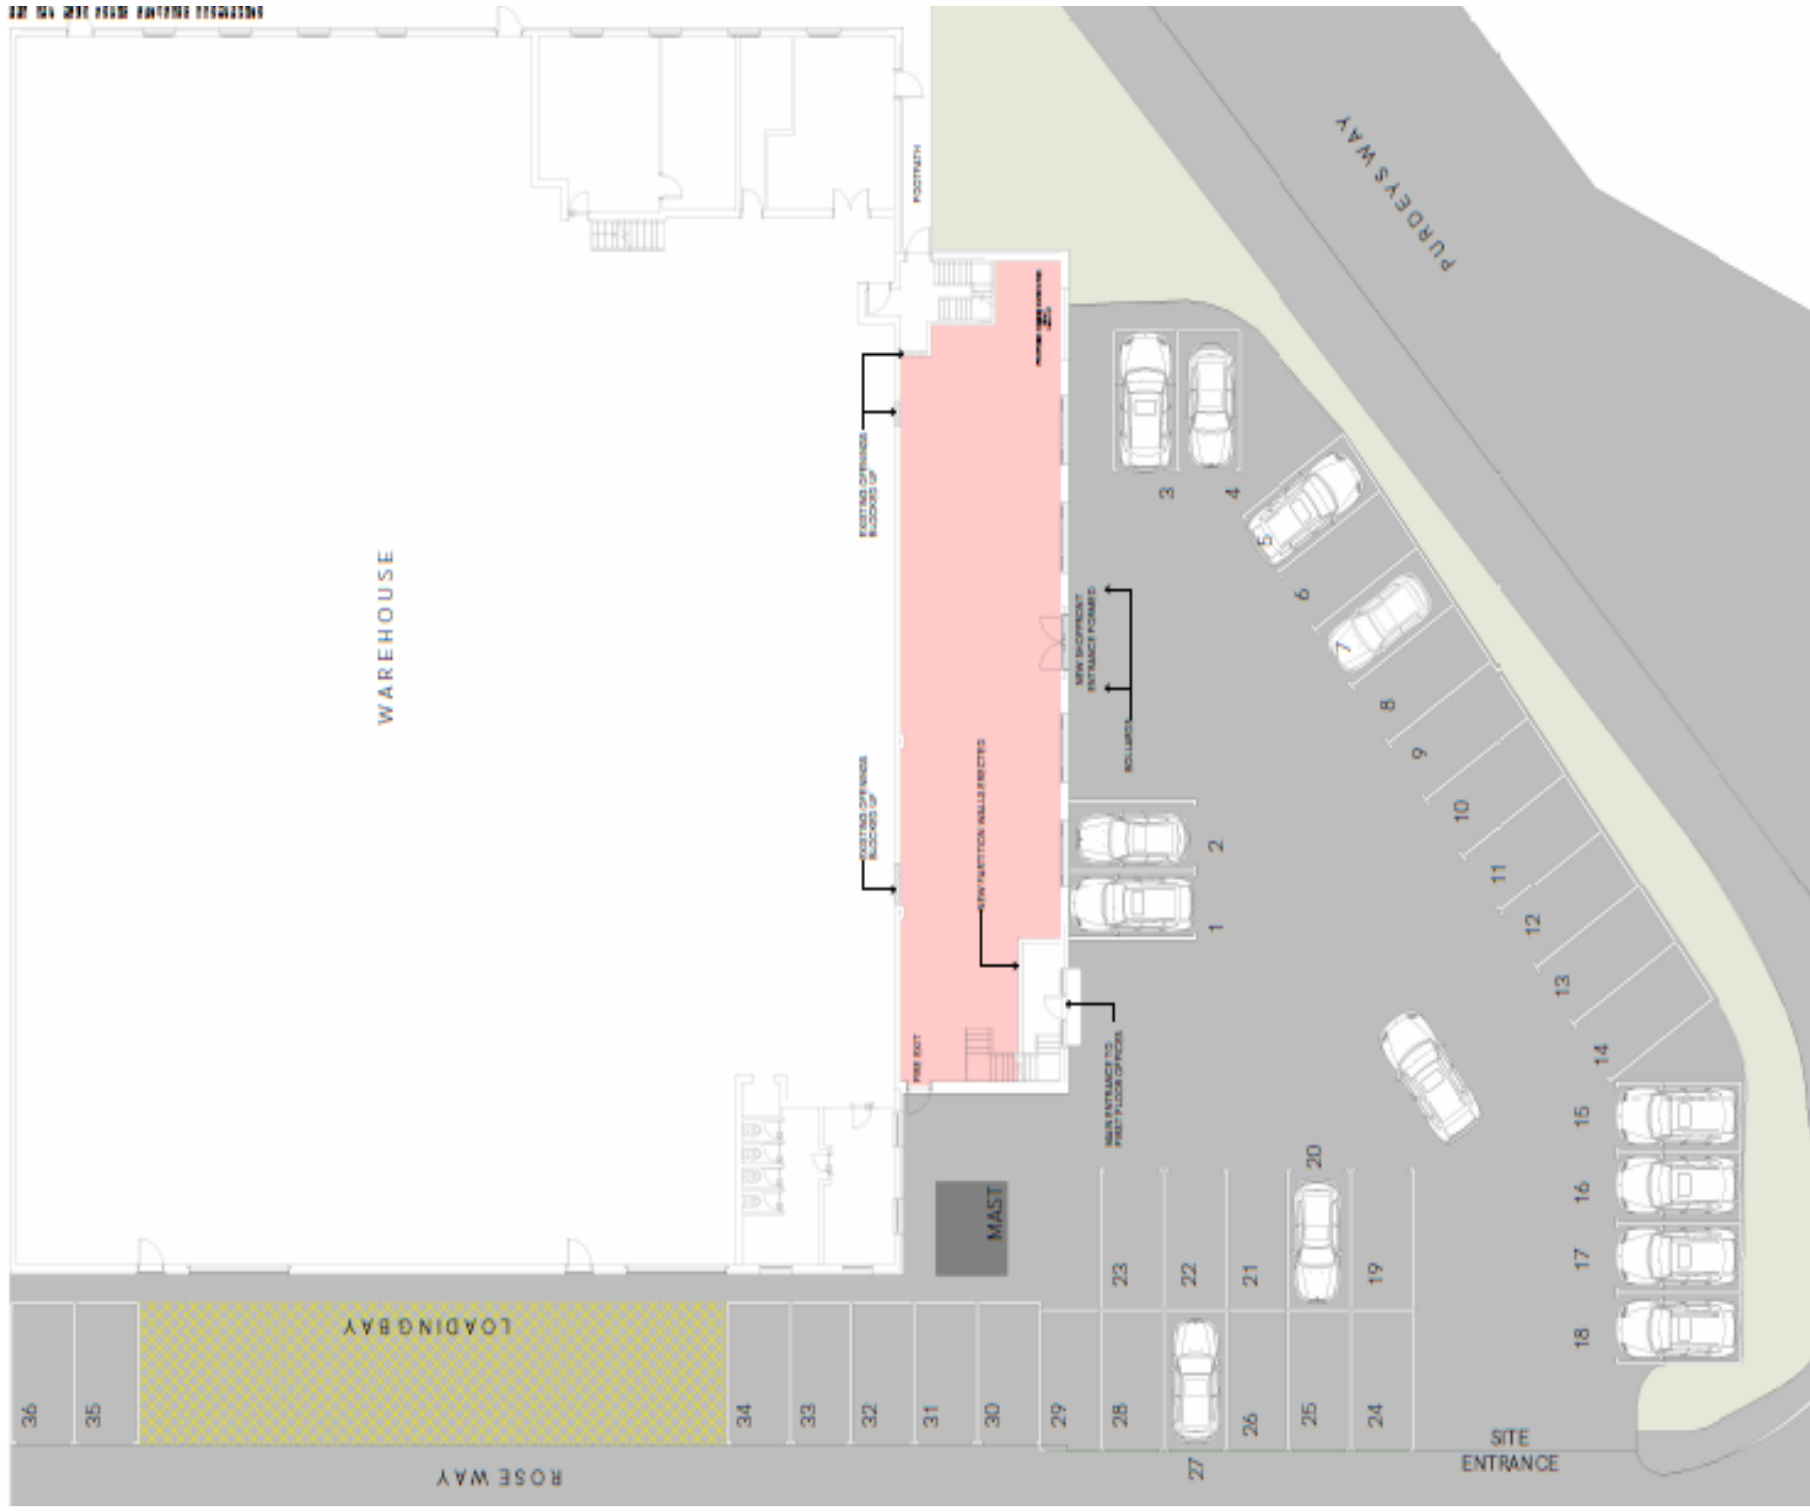 PURDEYS WAY
FOOTPATH
EXISTING OPENINGS
BLOCKED UP
WAREHOUSE
3
4
5
6
7
8
9
10
11
12
13
14
NEW SHOPFRONT
ENTRANCE FORMED
BOLLARDS
EXISTING OPENINGS
BLOCKED UP
NEW PARTITION WALLS ERECTED
2
1
FIRE EXIT
MAIN ENTRANCE TO
FIRST FLOOR OFFICES
MAST
15
16
17
18
20
23
22
21
19
LOADING BAY
36
35
34
33
32
31
30
29
28
27
26
25
24
SITE
ENTRANCE
ROSE WAY